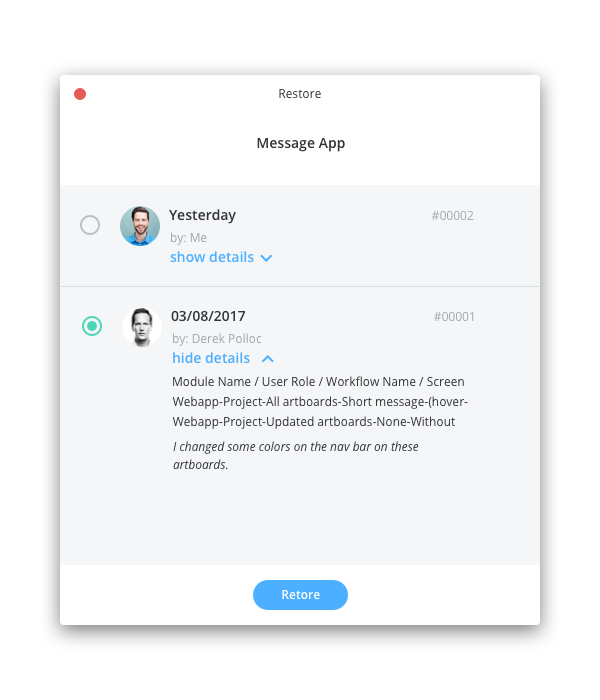 Restore
Message App
Yesterday #00002
by: Me
show details
03/08/2017 #00001
by: Derek Polloc
hide details
Module Name / User Role / Workflow Name / Screen
Webapp-Project-All artboards-Short message-(hover-
Webapp-Project-Updated artboards-None-Without
I changed some colors on the nav bar on these
artboards.
Retore